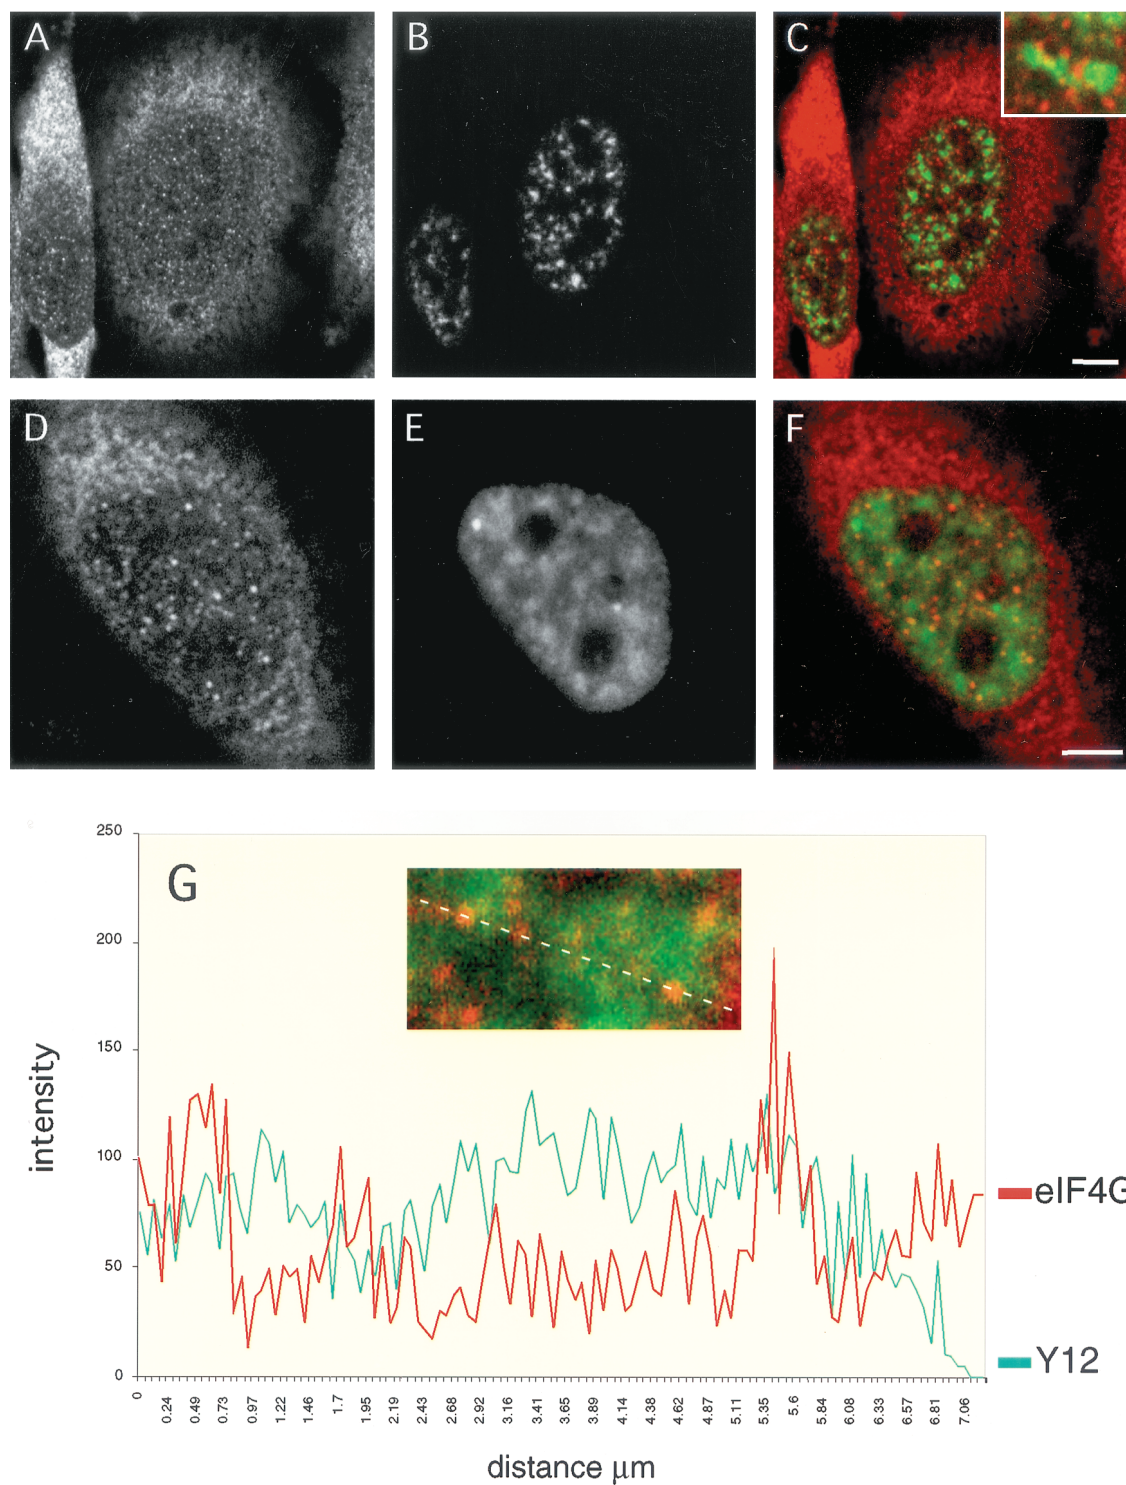 A
B
C
D
E
F
G
250
200
150
100
50
0
intensity
0 0.24 0.49 0.73 0.97 1.22 1.46 1.7 1.95 2.19 2.43 2.68 2.92 3.16 3.41 3.65 3.89 4.14 4.38 4.62 4.87 5.11 5.35 5.6 5.84 6.08 6.33 6.57 6.81 7.06
distance µm
eIF4G
Y12